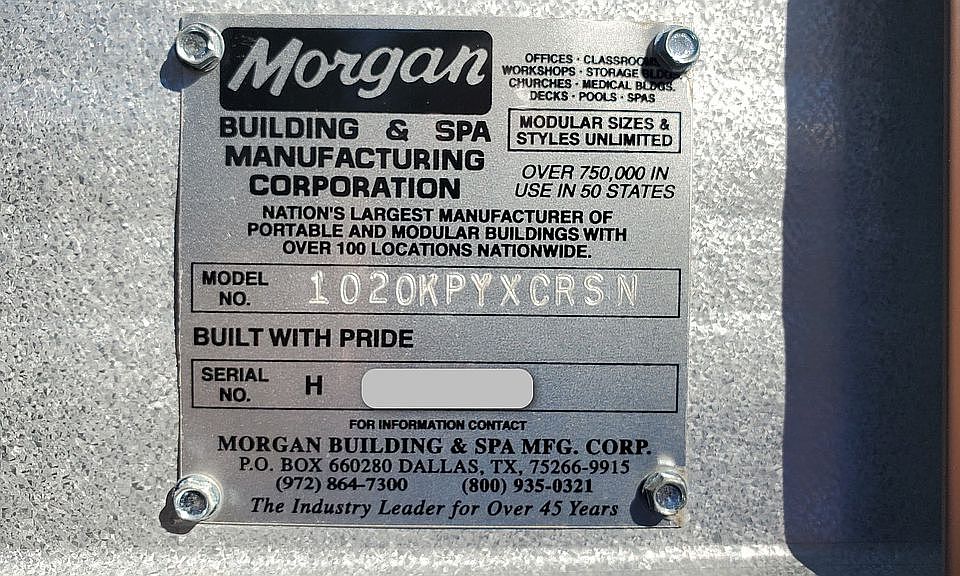 Morgan
OFFICES · CLASSROOMS
WORKSHOPS · STORAGE BLDGS.
CHURCHES · MEDICAL BLDGS.
DECKS · POOLS · SPAS
BUILDING & SPA
MANUFACTURING
CORPORATION
MODULAR SIZES &
STYLES UNLIMITED
OVER 750,000 IN
USE IN 50 STATES
NATION'S LARGEST MANUFACTURER OF
PORTABLE AND MODULAR BUILDINGS WITH
OVER 100 LOCATIONS NATIONWIDE.
MODEL
NO.
1020KPYXCRSN
BUILT WITH PRIDE
SERIAL
NO.
H
FOR INFORMATION CONTACT
MORGAN BUILDING & SPA MFG. CORP.
P.O. BOX 660280 DALLAS, TX, 75266-9915
(972) 864-7300 (800) 935-0321
The Industry Leader for Over 45 Years